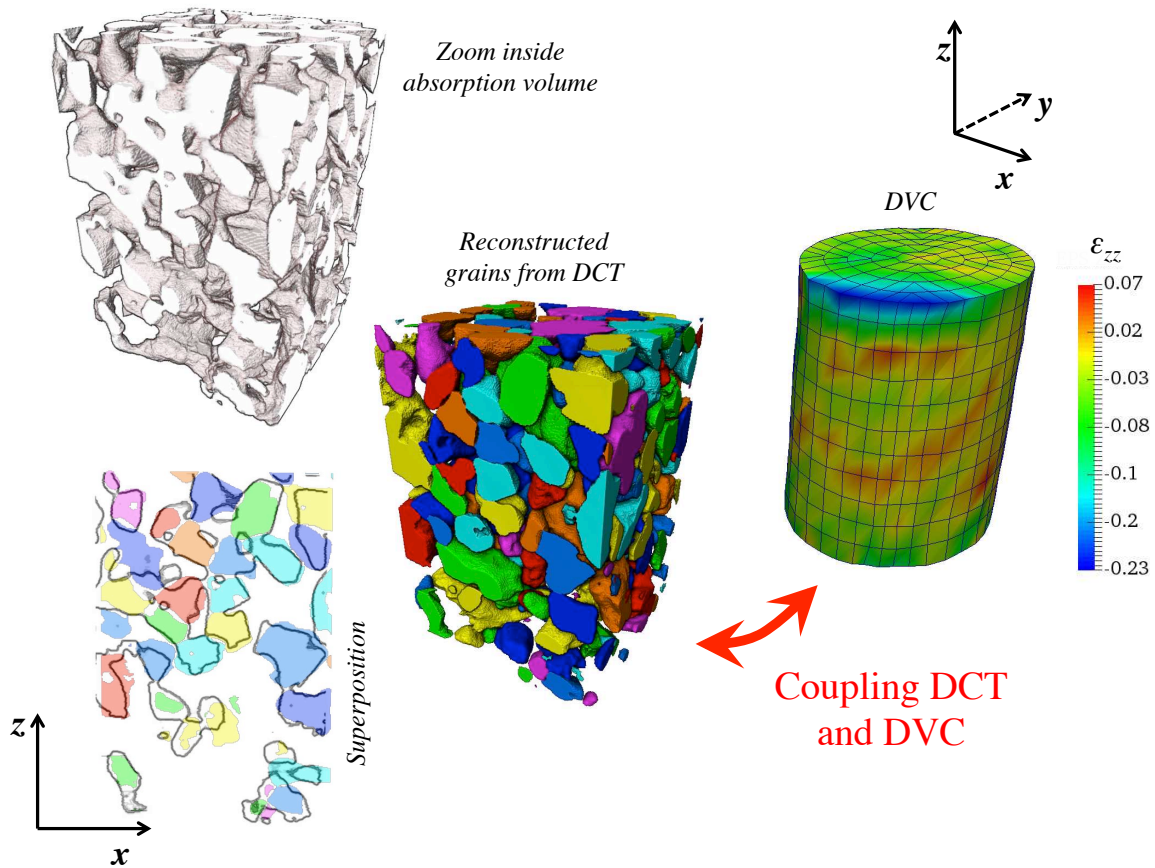 Zoom inside
absorption volume
z
y
x
DVC
Reconstructed
grains from DCT
ε_zz
0.07
0.02
-0.03
-0.08
-0.1
-0.2
-0.23
Superposition
Coupling DCT
and DVC
z
x